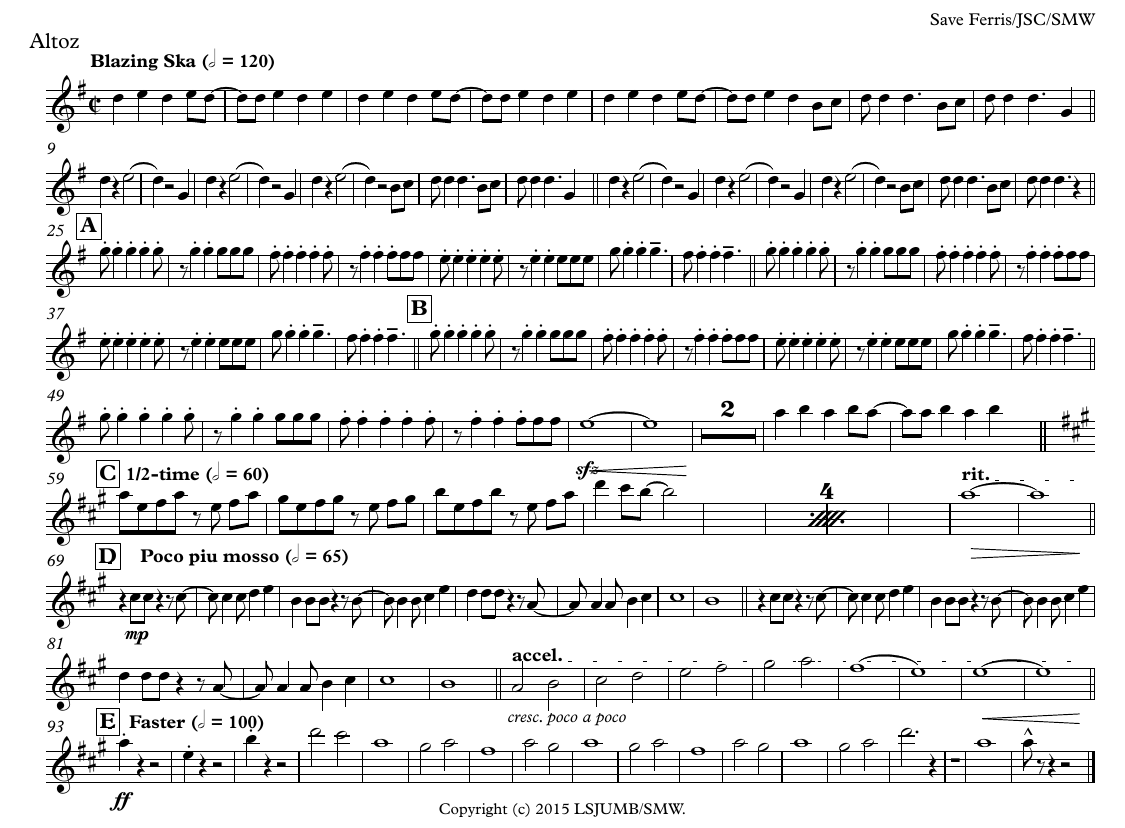 Save Ferris/JSC/SMW
Altoz
Blazing Ska (𝅗𝅥 = 120)
9
25 A
37 B
49
2
sfz
59 C 1/2-time (𝅗𝅥 = 60)
4
rit.
69 D Poco piu mosso (𝅗𝅥 = 65)
mp
81
accel.
cresc. poco a poco
93 E Faster (𝅗𝅥 = 100)
ff
Copyright (c) 2015 LSJUMB/SMW.